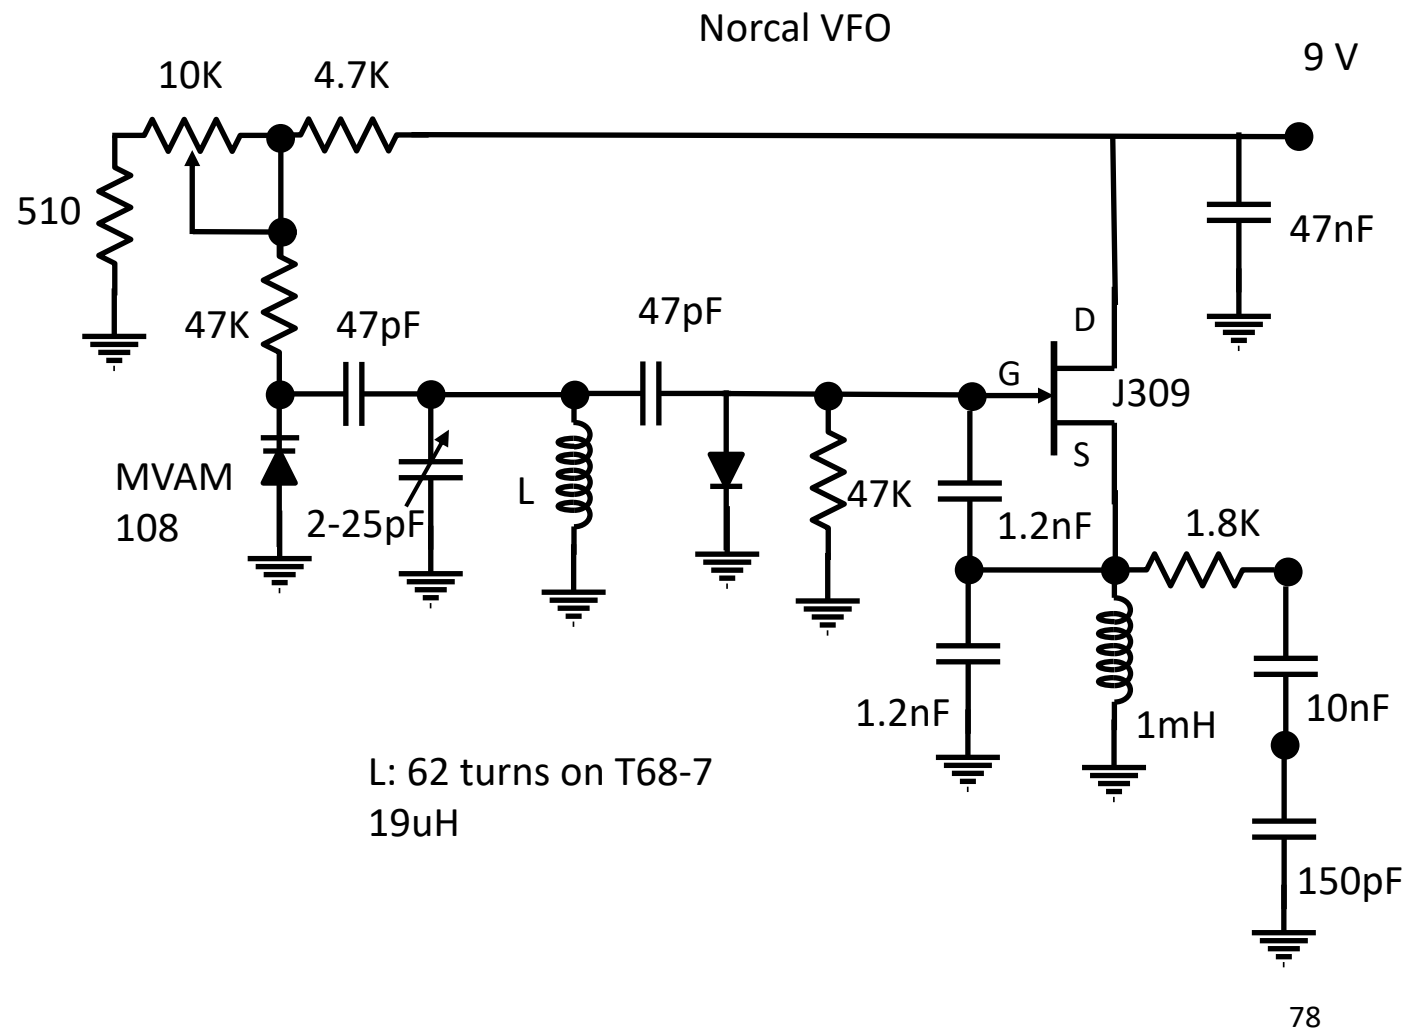 Norcal VFO
9 V
10K
4.7K
510
47nF
47K
47pF
47pF
D
G
J309
S
MVAM
108
2-25pF
L
47K
1.2nF
1.8K
1.2nF
1mH
10nF
L: 62 turns on T68-7
19uH
150pF
78